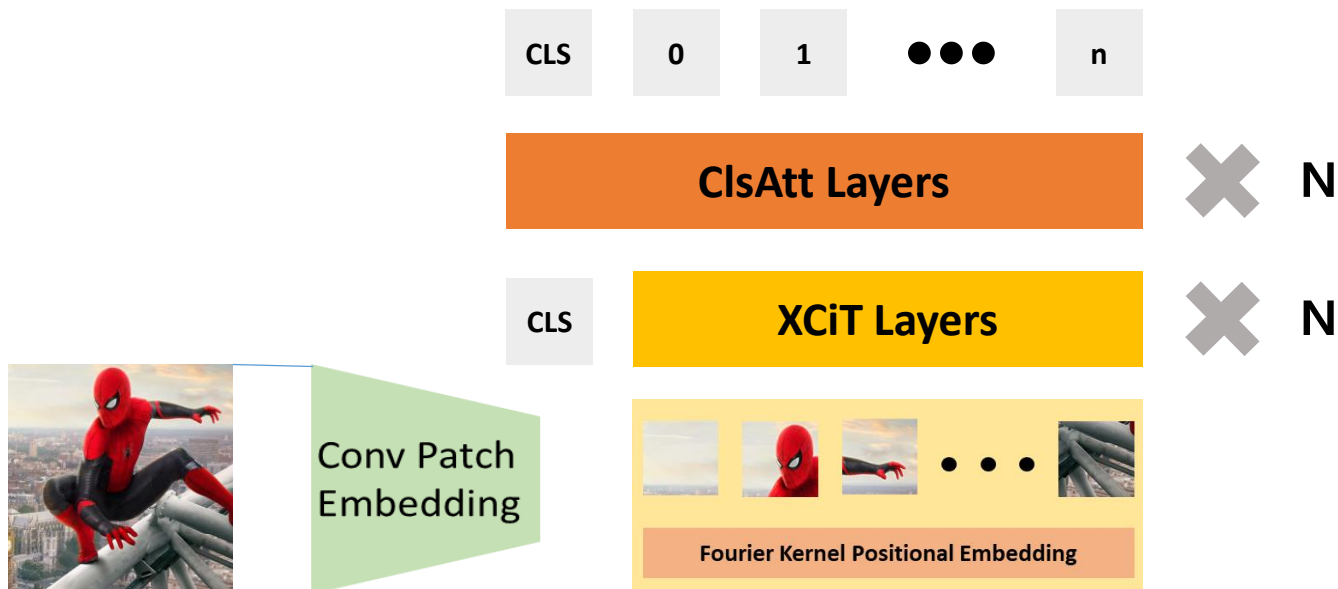 CLS 0 1 n
ClsAtt Layers N
CLS XCiT Layers N
Conv Patch
Embedding
Fourier Kernel Positional Embedding